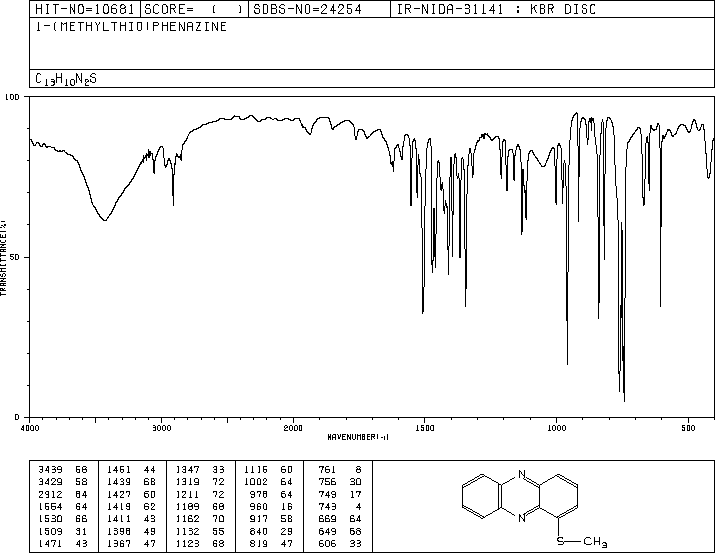 HIT-NO=10681 SCORE= ( ) SDBS-NO=24254 IR-NIDA-31141 : KBR DISC
1-(METHYLTHIO)PHENAZINE
C13H10N2S
100
50
0
TRANSMITTANCE(%)
4000 3000 2000 1500 1000 500
WAVENUMBER(-1)
3439 58 1461 44 1347 33 1116 60 761 8
3429 58 1439 68 1319 72 1002 64 756 30
2912 64 1427 60 1211 72 978 64 749 17
1554 64 1419 62 1189 68 960 16 743 4
1530 66 1411 43 1162 70 917 58 669 64
1509 31 1398 49 1132 55 840 29 649 68
1471 43 1367 47 1123 68 819 47 606 33
N
N
S CH3